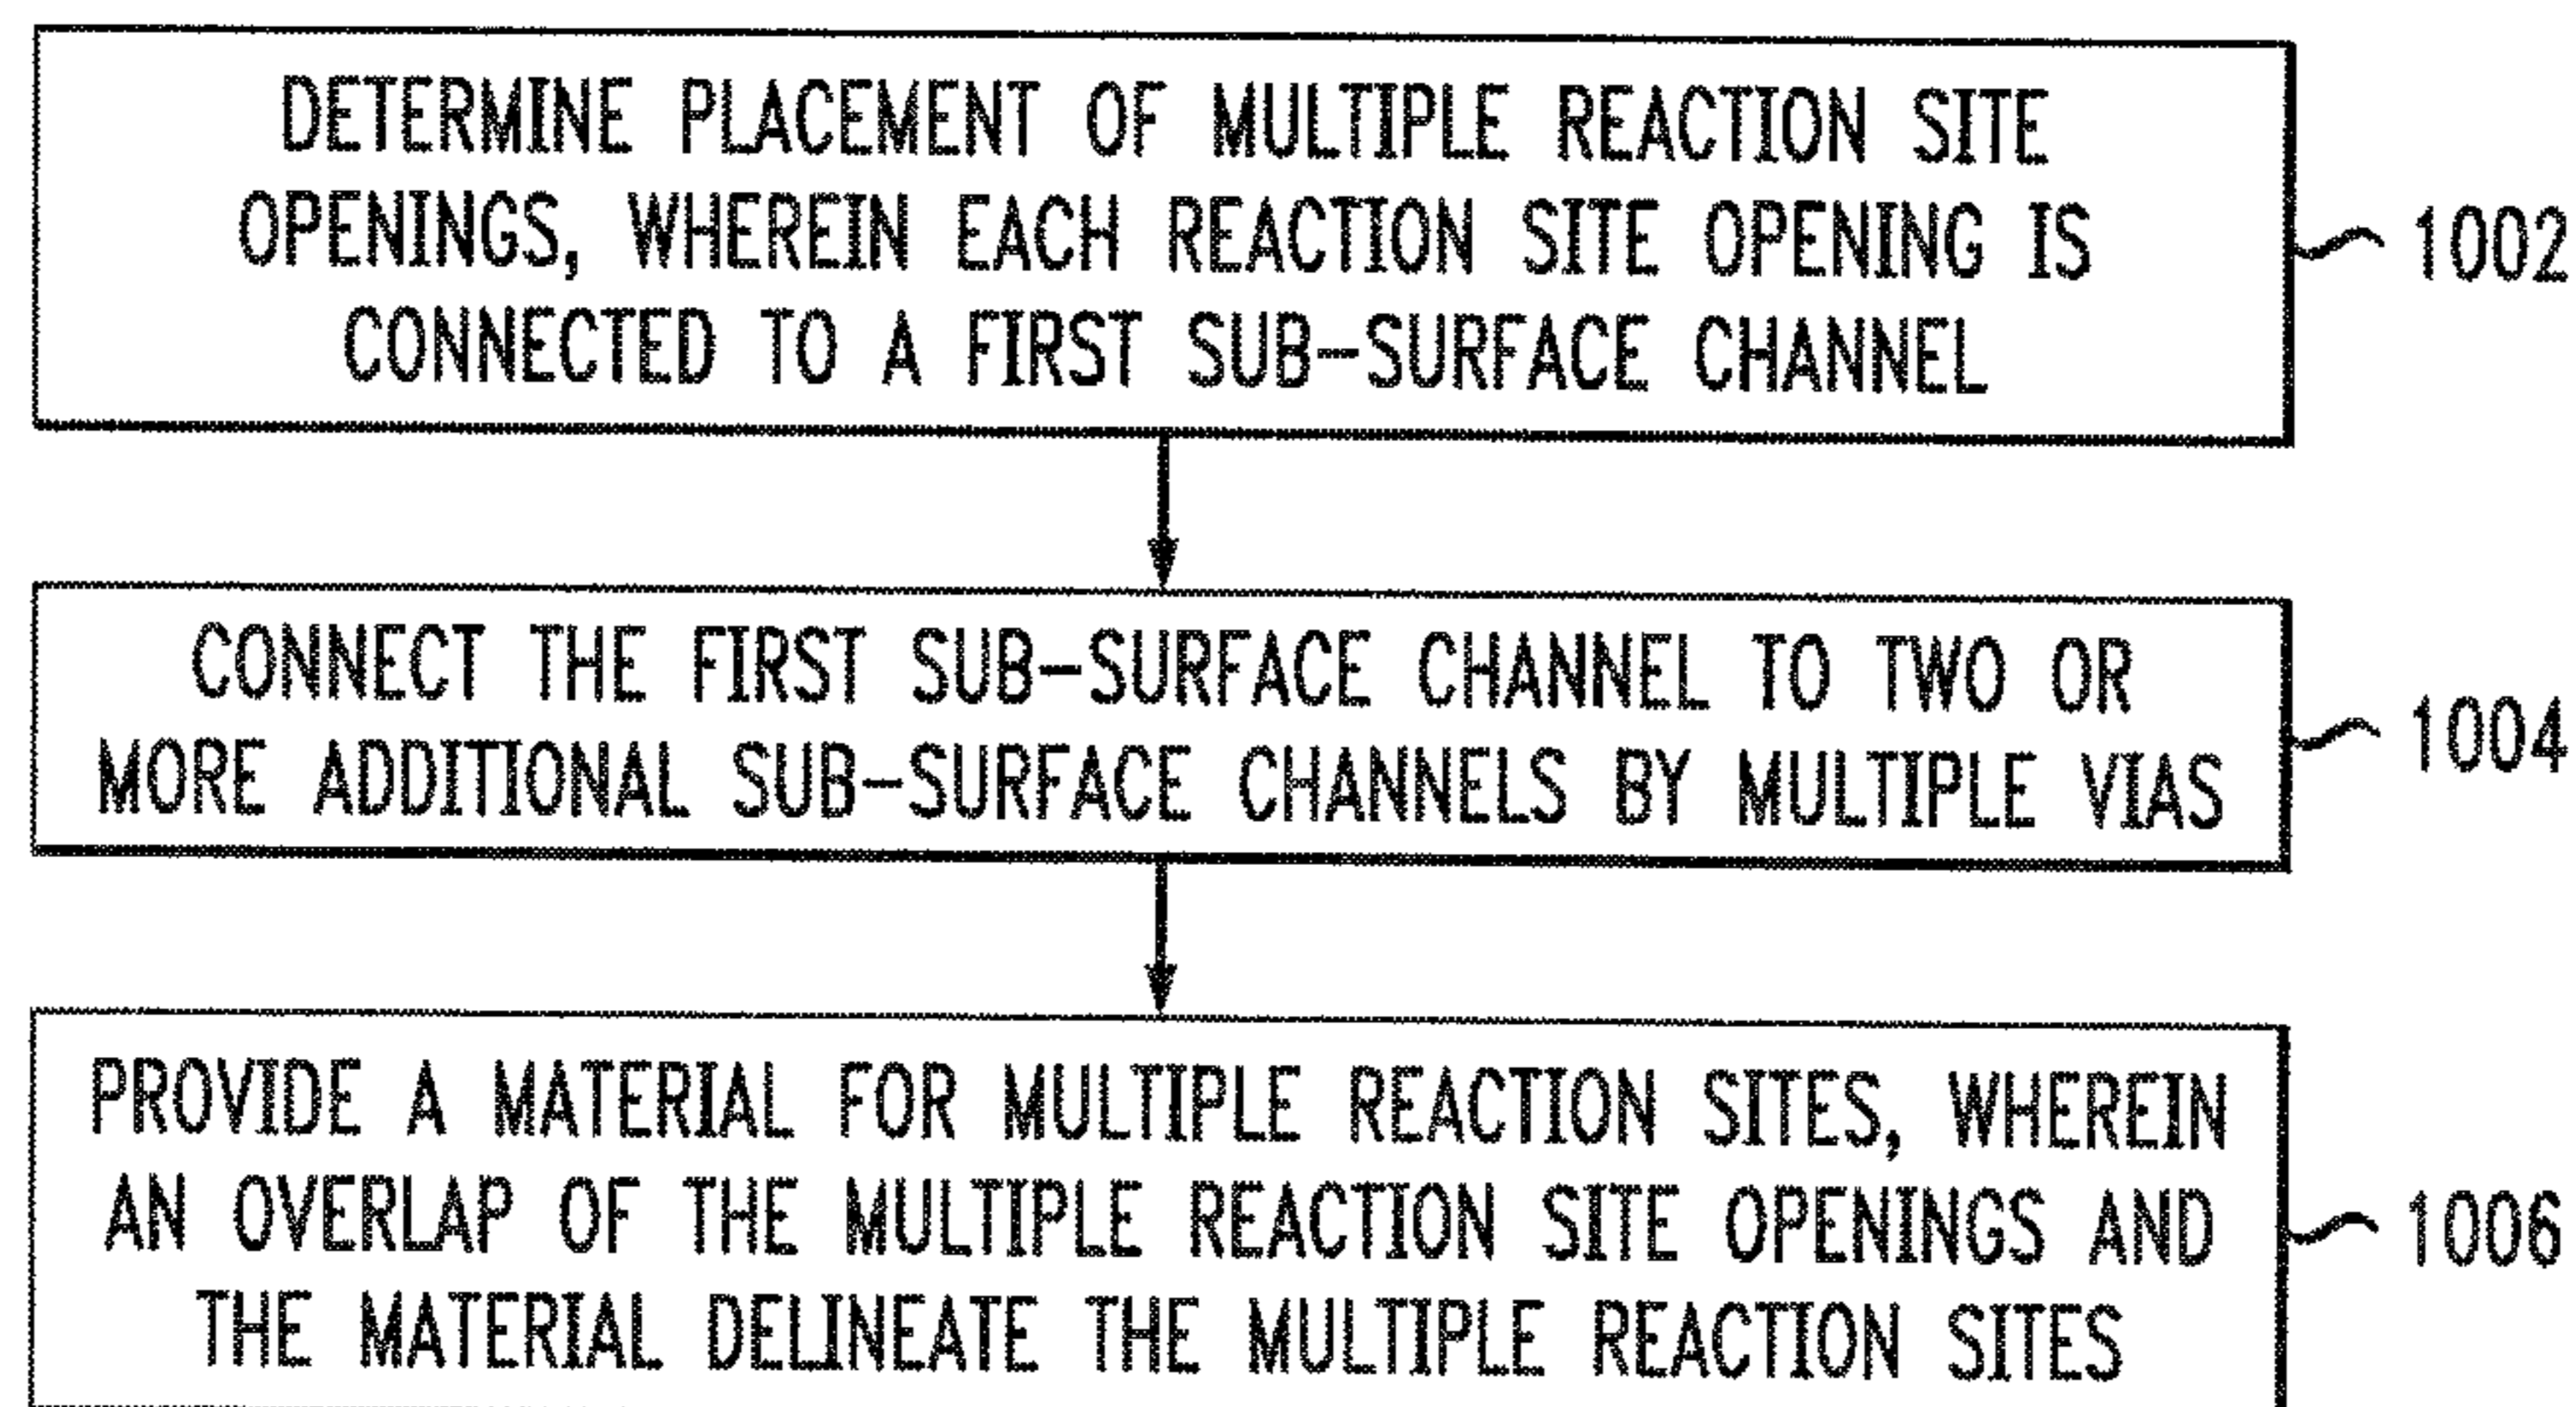 DETERMINE PLACEMENT OF MULTIPLE REACTION SITE
OPENINGS, WHEREIN EACH REACTION SITE OPENING IS
CONNECTED TO A FIRST SUB-SURFACE CHANNEL
1002
CONNECT THE FIRST SUB-SURFACE CHANNEL TO TWO OR
MORE ADDITIONAL SUB-SURFACE CHANNELS BY MULTIPLE VIAS
1004
PROVIDE A MATERIAL FOR MULTIPLE REACTION SITES, WHEREIN
AN OVERLAP OF THE MULTIPLE REACTION SITE OPENINGS AND
THE MATERIAL DELINEATE THE MULTIPLE REACTION SITES
1006